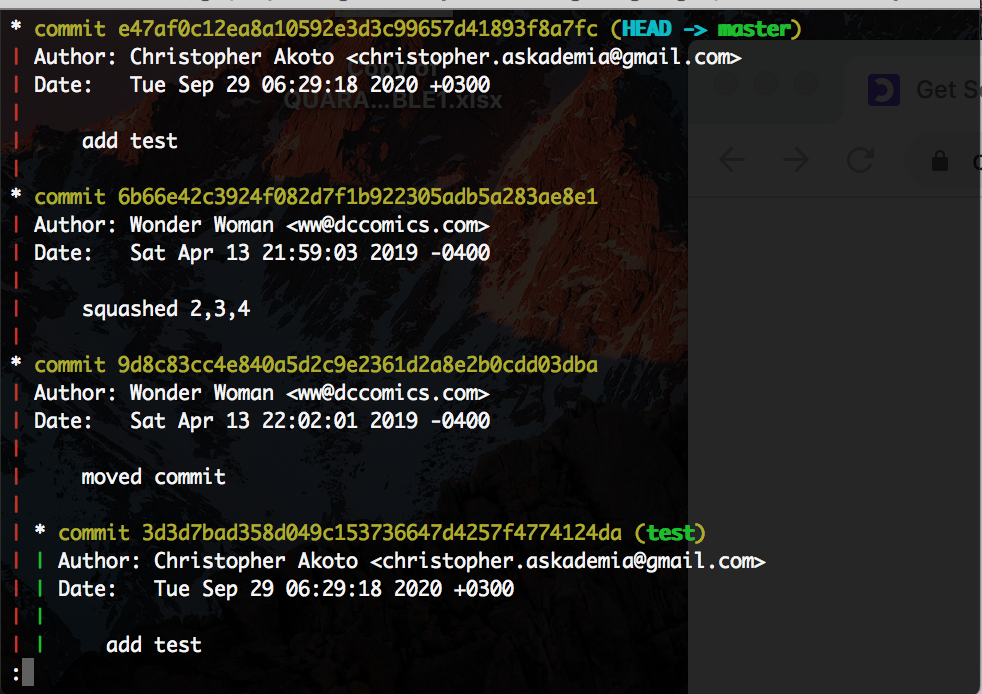 * commit e47af0c12ea8a10592e3d3c99657d41893f8a7fc (HEAD -> master)
| Author: Christopher Akoto <christopher.askademia@gmail.com>
| Date:   Tue Sep 29 06:29:18 2020 +0300
|
|     add test
|
* commit 6b66e42c3924f082d7f1b922305adb5a283ae8e1
| Author: Wonder Woman <ww@dccomics.com>
| Date:   Sat Apr 13 21:59:03 2019 -0400
|
|     squashed 2,3,4
|
* commit 9d8c83cc4e840a5d2c9e2361d2a8e2b0cdd03dba
| Author: Wonder Woman <ww@dccomics.com>
| Date:   Sat Apr 13 22:02:01 2019 -0400
|
|     moved commit
|
| * commit 3d3d7bad358d049c153736647d4257f4774124da (test)
| | Author: Christopher Akoto <christopher.askademia@gmail.com>
| | Date:   Tue Sep 29 06:29:18 2020 +0300
| |
| |     add test
:
Copy of
QUARA...BLE1.xlsx
Get